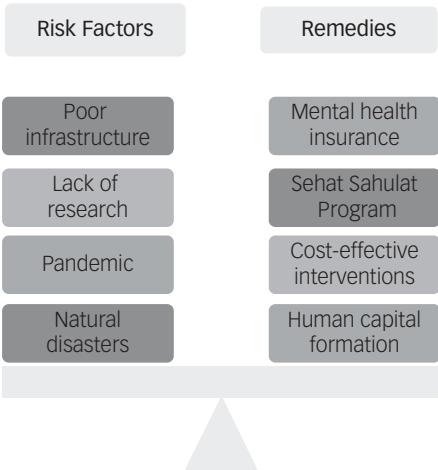 Risk Factors
Remedies
Poor
infrastructure
Mental health
insurance
Lack of
research
Sehat Sahulat
Program
Pandemic
Cost-effective
interventions
Natural
disasters
Human capital
formation